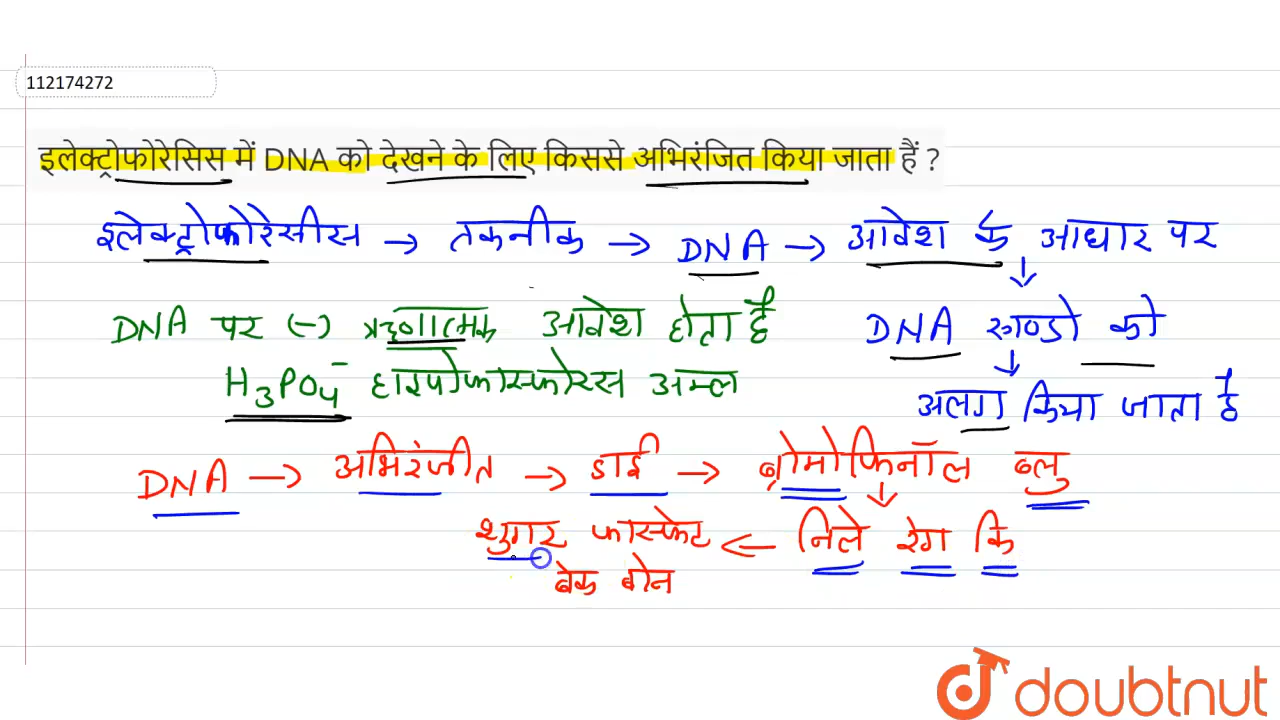 112174272
इलेक्ट्रोफोरेसिस में DNA को देखने के लिए किससे अभिरंजित किया जाता हैं ?
इलेक्ट्रोफोरेसीस → तकनीक → DNA → आवेश के आधार पर
↓
DNA पर (-) ऋणात्मक आवेश होता है
DNA खण्डो को
↓
H3PO4⁻ हाइपोफास्फोरस अम्ल
अलग किया जाता है
DNA → अभिरंजीत → डाई → ब्रोमोफिनॉल ब्लु
↓
शुगर फास्फेट ← निले रंग कि
बेक बोन
doubtnut